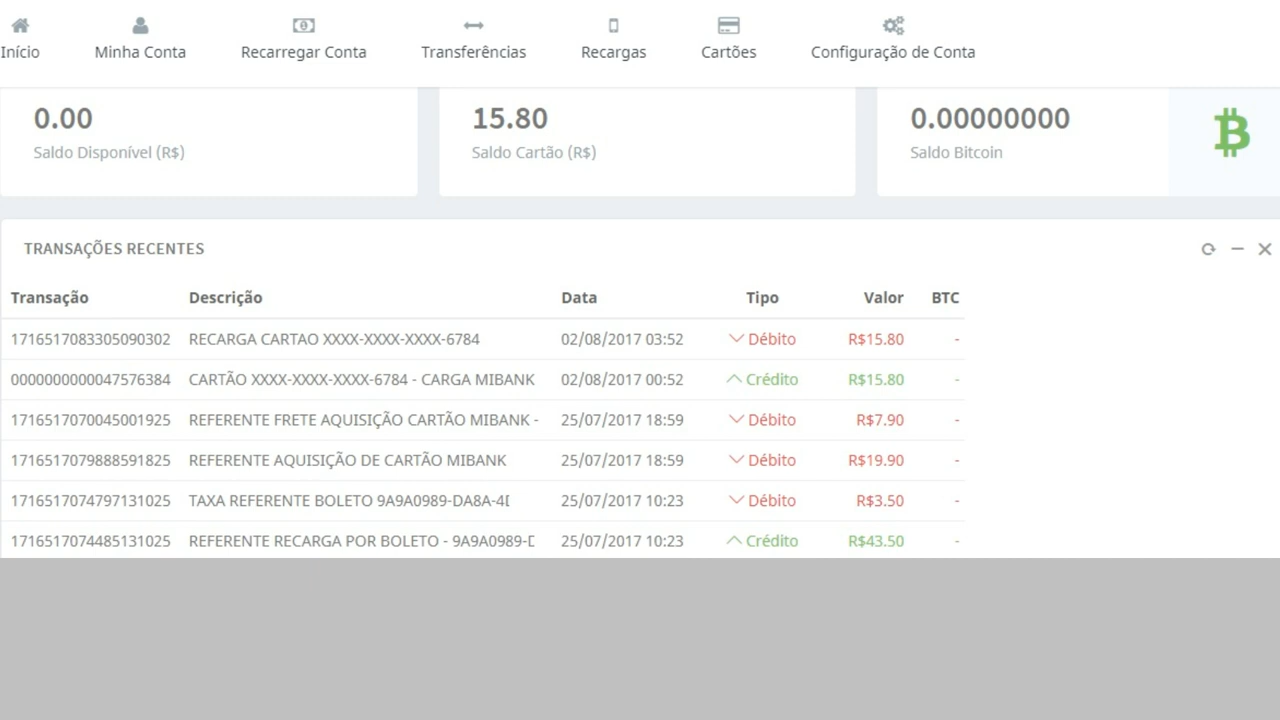 Início Minha Conta Recarregar Conta Transferências Recargas Cartões Configuração de Conta
0.00 15.80 0.00000000
Saldo Disponível (R$) Saldo Cartão (R$) Saldo Bitcoin
TRANSAÇÕES RECENTES
Transação Descrição Data Tipo Valor BTC
1716517083305090302 RECARGA CARTAO XXXX-XXXX-XXXX-6784 02/08/2017 03:52 Débito R$15.80 -
0000000000047576384 CARTÃO XXXX-XXXX-XXXX-6784 - CARGA MIBANK 02/08/2017 00:52 Crédito R$15.80 -
1716517070045001925 REFERENTE FRETE AQUISIÇÃO CARTÃO MIBANK - 25/07/2017 18:59 Débito R$7.90 -
1716517079888591825 REFERENTE AQUISIÇÃO DE CARTÃO MIBANK 25/07/2017 18:59 Débito R$19.90 -
1716517074797131025 TAXA REFERENTE BOLETO 9A9A0989-DA8A-4 25/07/2017 10:23 Débito R$3.50 -
1716517074485131025 REFERENTE RECARGA POR BOLETO - 9A9A0989- 25/07/2017 10:23 Crédito R$43.50 -